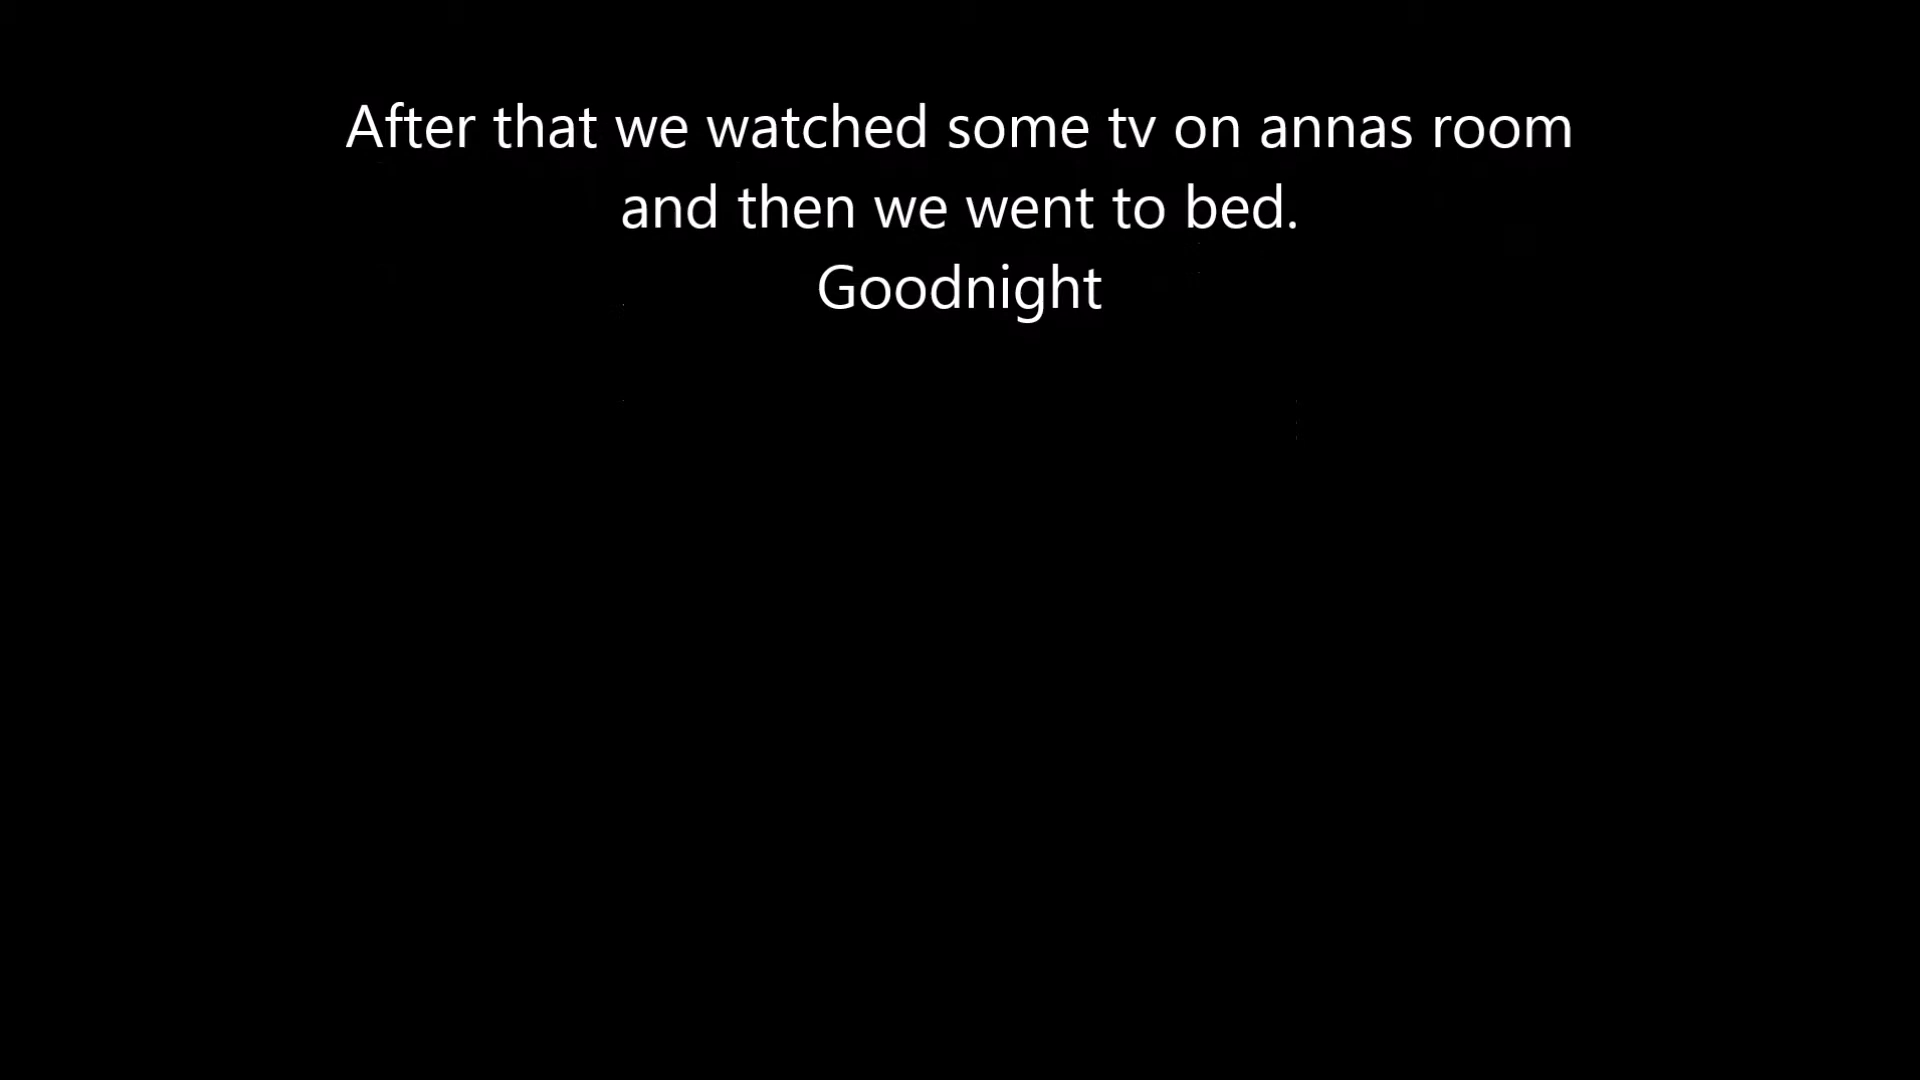 After that we watched some tv on annas room
and then we went to bed.
Goodnight